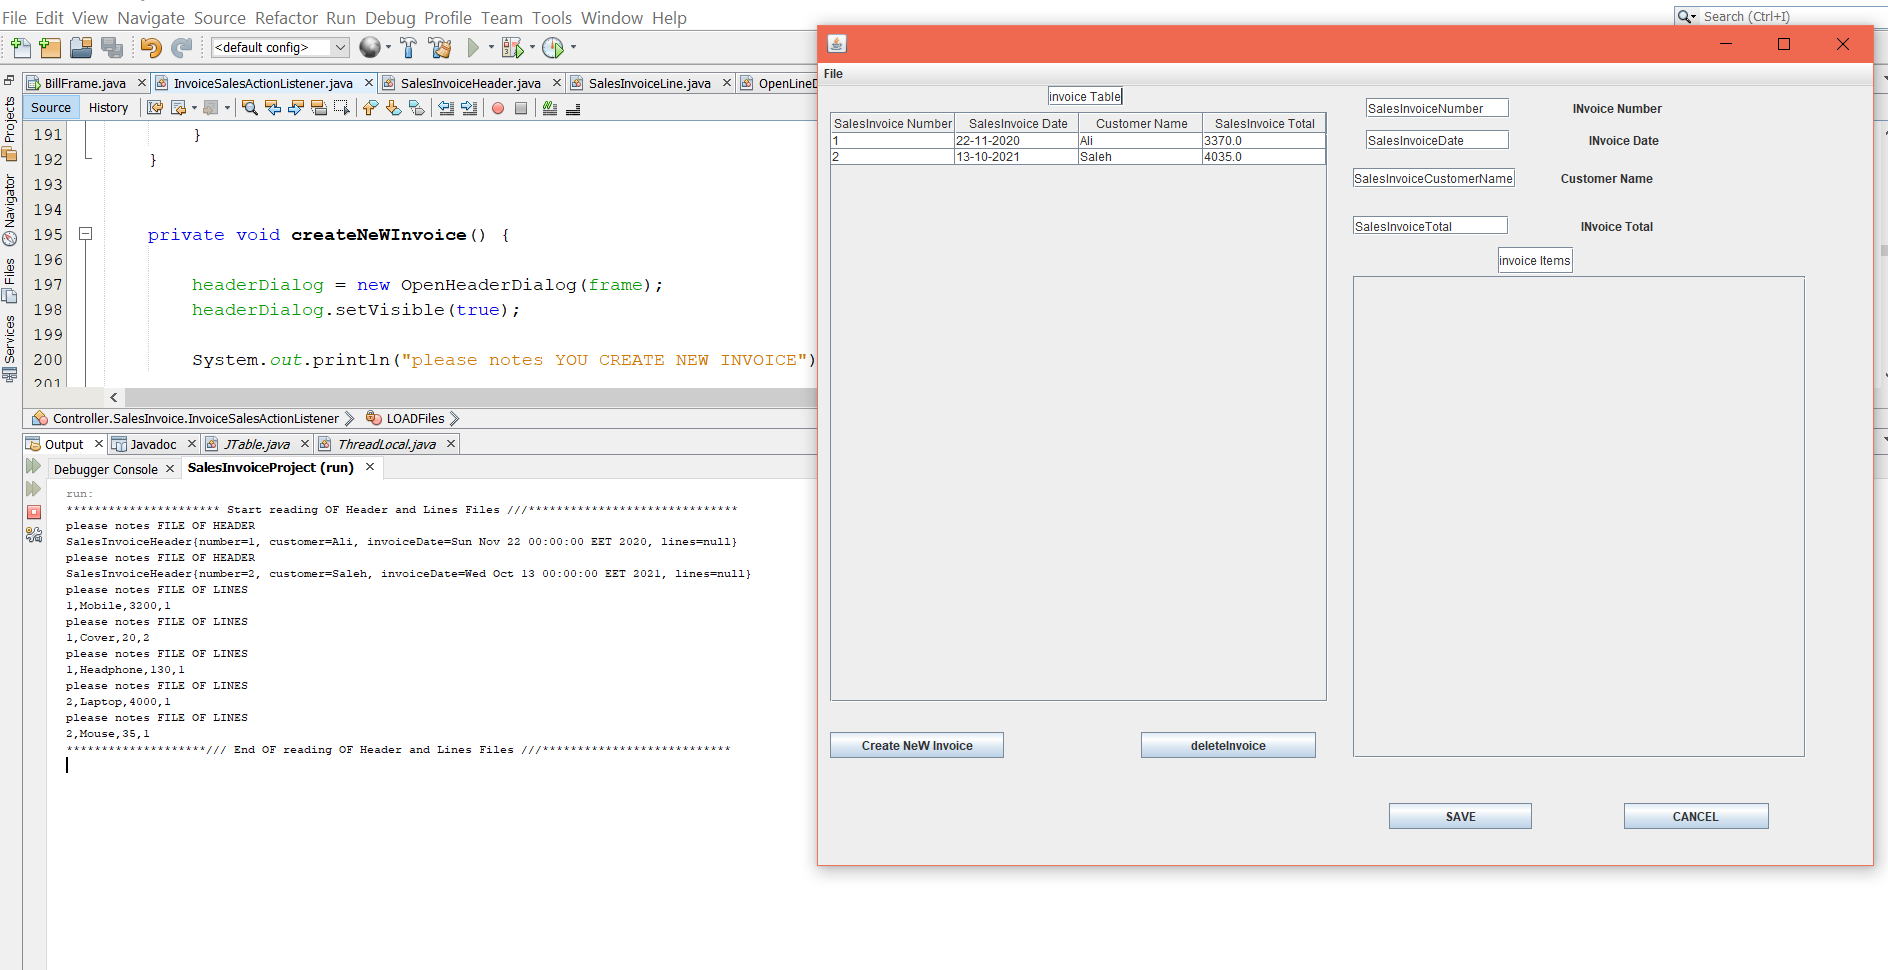 File Edit View Navigate Source Refactor Run Debug Profile Team Tools Window Help
Search (Ctrl+I)
<default config>
BillFrame.java InvoiceSalesActionListener.java SalesInvoiceHeader.java SalesInvoiceLine.java OpenLineD
Source History
Projects
Navigator
Files
Services
191 }
192 }
193
194
195 private void createNeWInvoice() {
196
197 headerDialog = new OpenHeaderDialog(frame);
198 headerDialog.setVisible(true);
199
200 System.out.println("please notes YOU CREATE NEW INVOICE")
201
Controller.SalesInvoice.InvoiceSalesActionListener LOADFiles
Output Javadoc JTable.java ThreadLocal.java
Debugger Console SalesInvoiceProject (run)
run:
********************** Start reading OF Header and Lines Files ///******************************
please notes FILE OF HEADER
SalesInvoiceHeader{number=1, customer=Ali, invoiceDate=Sun Nov 22 00:00:00 EET 2020, lines=null}
please notes FILE OF HEADER
SalesInvoiceHeader{number=2, customer=Saleh, invoiceDate=Wed Oct 13 00:00:00 EET 2021, lines=null}
please notes FILE OF LINES
1,Mobile,3200,1
please notes FILE OF LINES
1,Cover,20,2
please notes FILE OF LINES
1,Headphone,130,1
please notes FILE OF LINES
2,Laptop,4000,1
please notes FILE OF LINES
2,Mouse,35,1
********************/// End OF reading OF Header and Lines Files ///***************************
File
invoice Table
SalesInvoice Number SalesInvoice Date Customer Name SalesInvoice Total
1 22-11-2020 Ali 3370.0
2 13-10-2021 Saleh 4035.0
Create NeW Invoice deleteInvoice
SalesInvoiceNumber INvoice Number
SalesInvoiceDate INvoice Date
SalesInvoiceCustomerName Customer Name
SalesInvoiceTotal INvoice Total
invoice Items
SAVE CANCEL